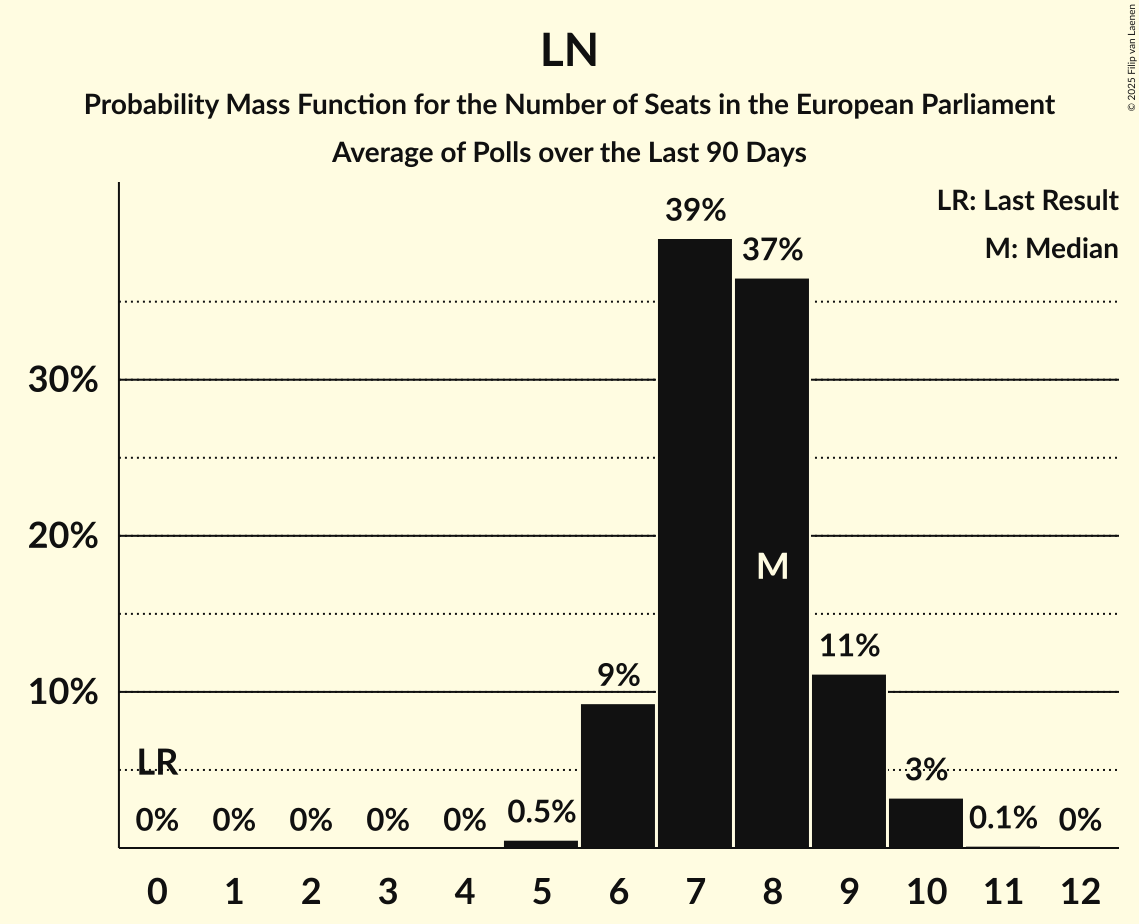 LN
Probability Mass Function for the Number of Seats in the European Parliament
Average of Polls over the Last 90 Days
© 2025 Filip van Laenen
LR: Last Result
M: Median
39%
37%
30%
20%
M
11%
9%
10%
LR
3%
0%
0%
0%
0%
0%
0.5%
0.1%
0%
0 1 2 3 4 5 6 7 8 9 10 11 12